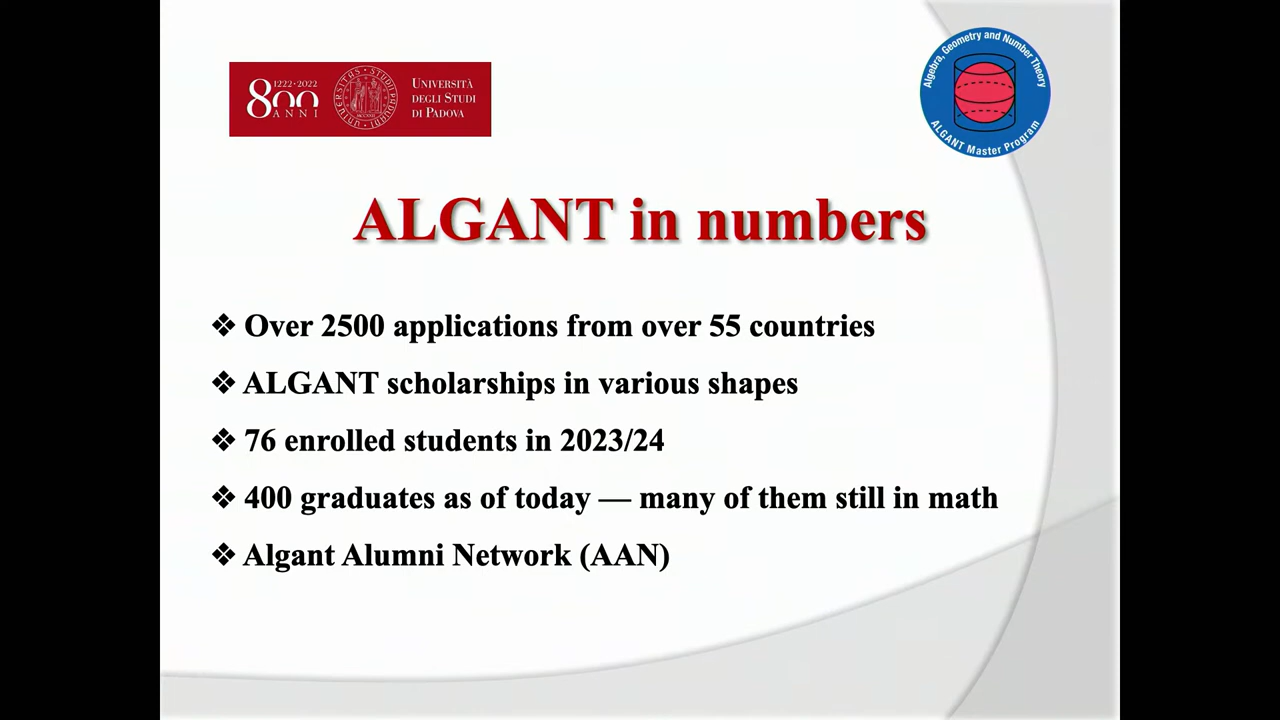 1222·2022
800
ANNI
UNIVERSITÀ
DEGLI STUDI
DI PADOVA
Algebra, Geometry and Number Theory
ALGANT Master Program
ALGANT in numbers
❖ Over 2500 applications from over 55 countries
❖ ALGANT scholarships in various shapes
❖ 76 enrolled students in 2023/24
❖ 400 graduates as of today — many of them still in math
❖ Algant Alumni Network (AAN)